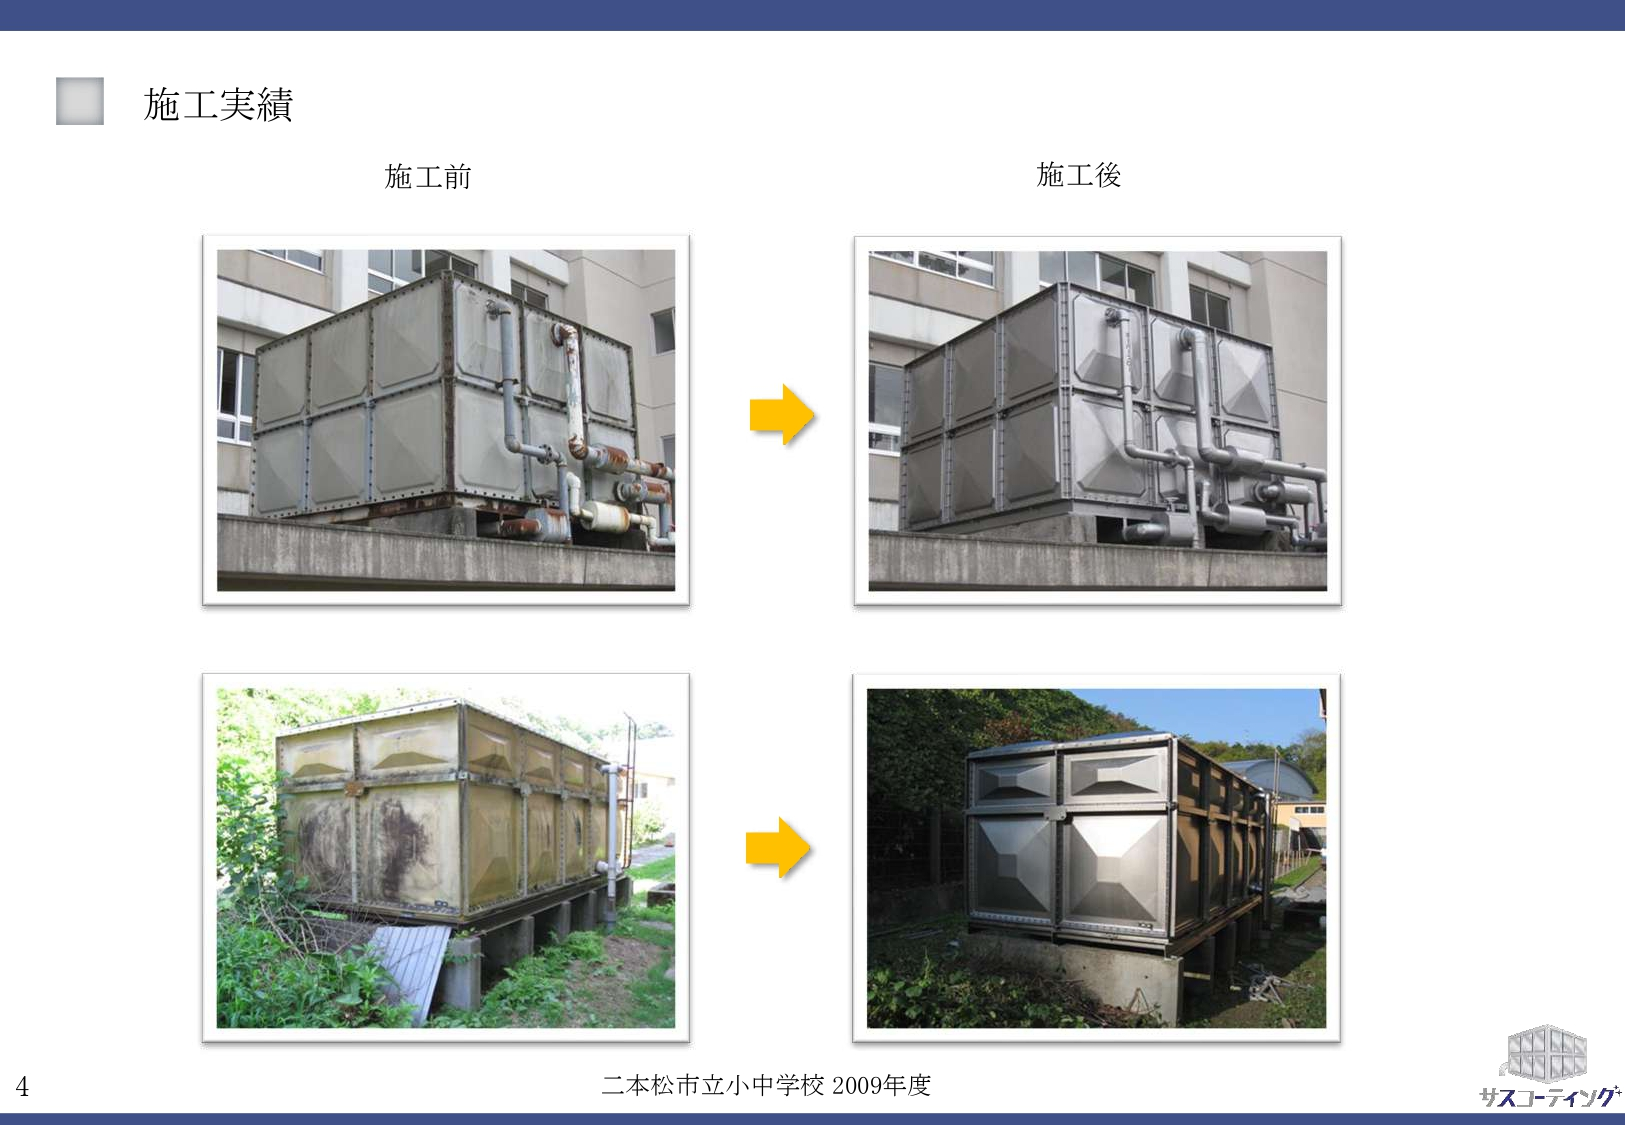 施工実績
施工前
施工後
二本松市立小中学校 2009年度
4
サスコーティング